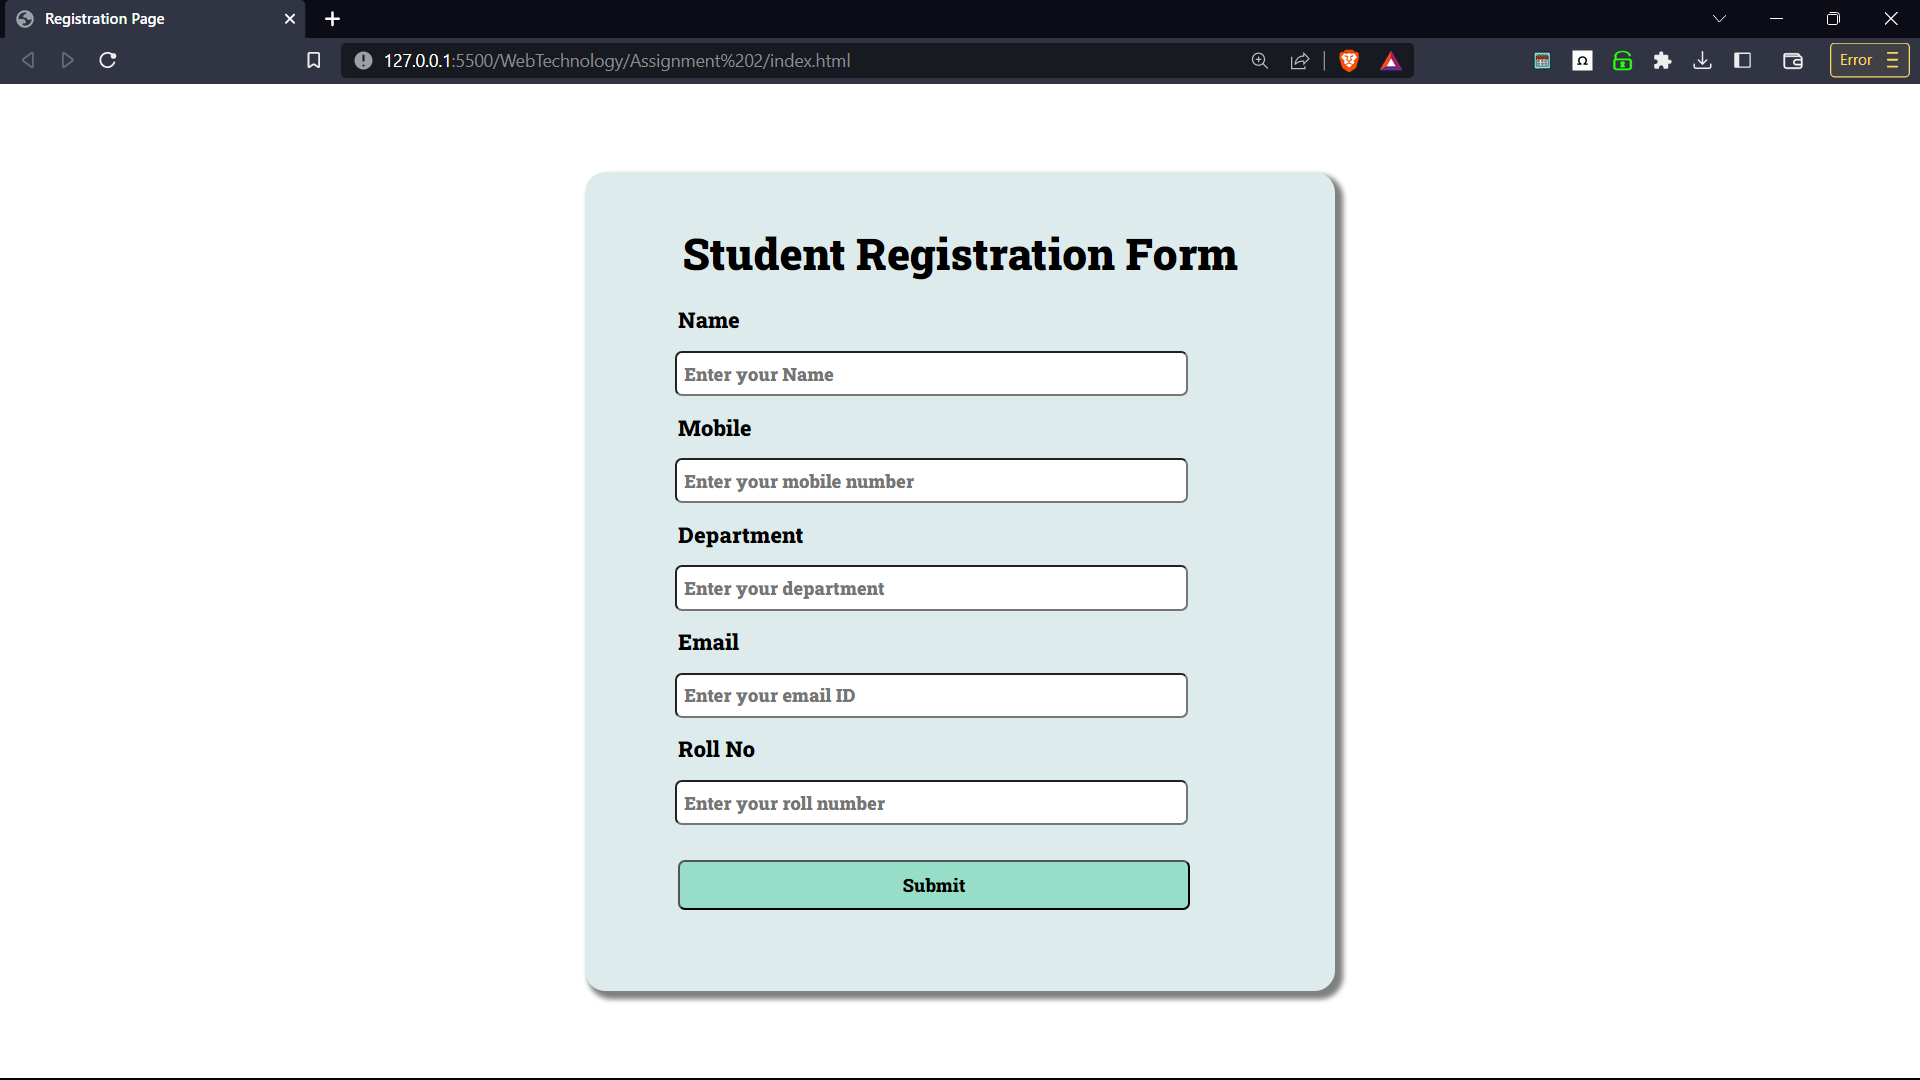 Registration Page
127.0.0.1:5500/WebTechnology/Assignment%202/index.html
Error
Student Registration Form
Name
Enter your Name
Mobile
Enter your mobile number
Department
Enter your department
Email
Enter your email ID
Roll No
Enter your roll number
Submit